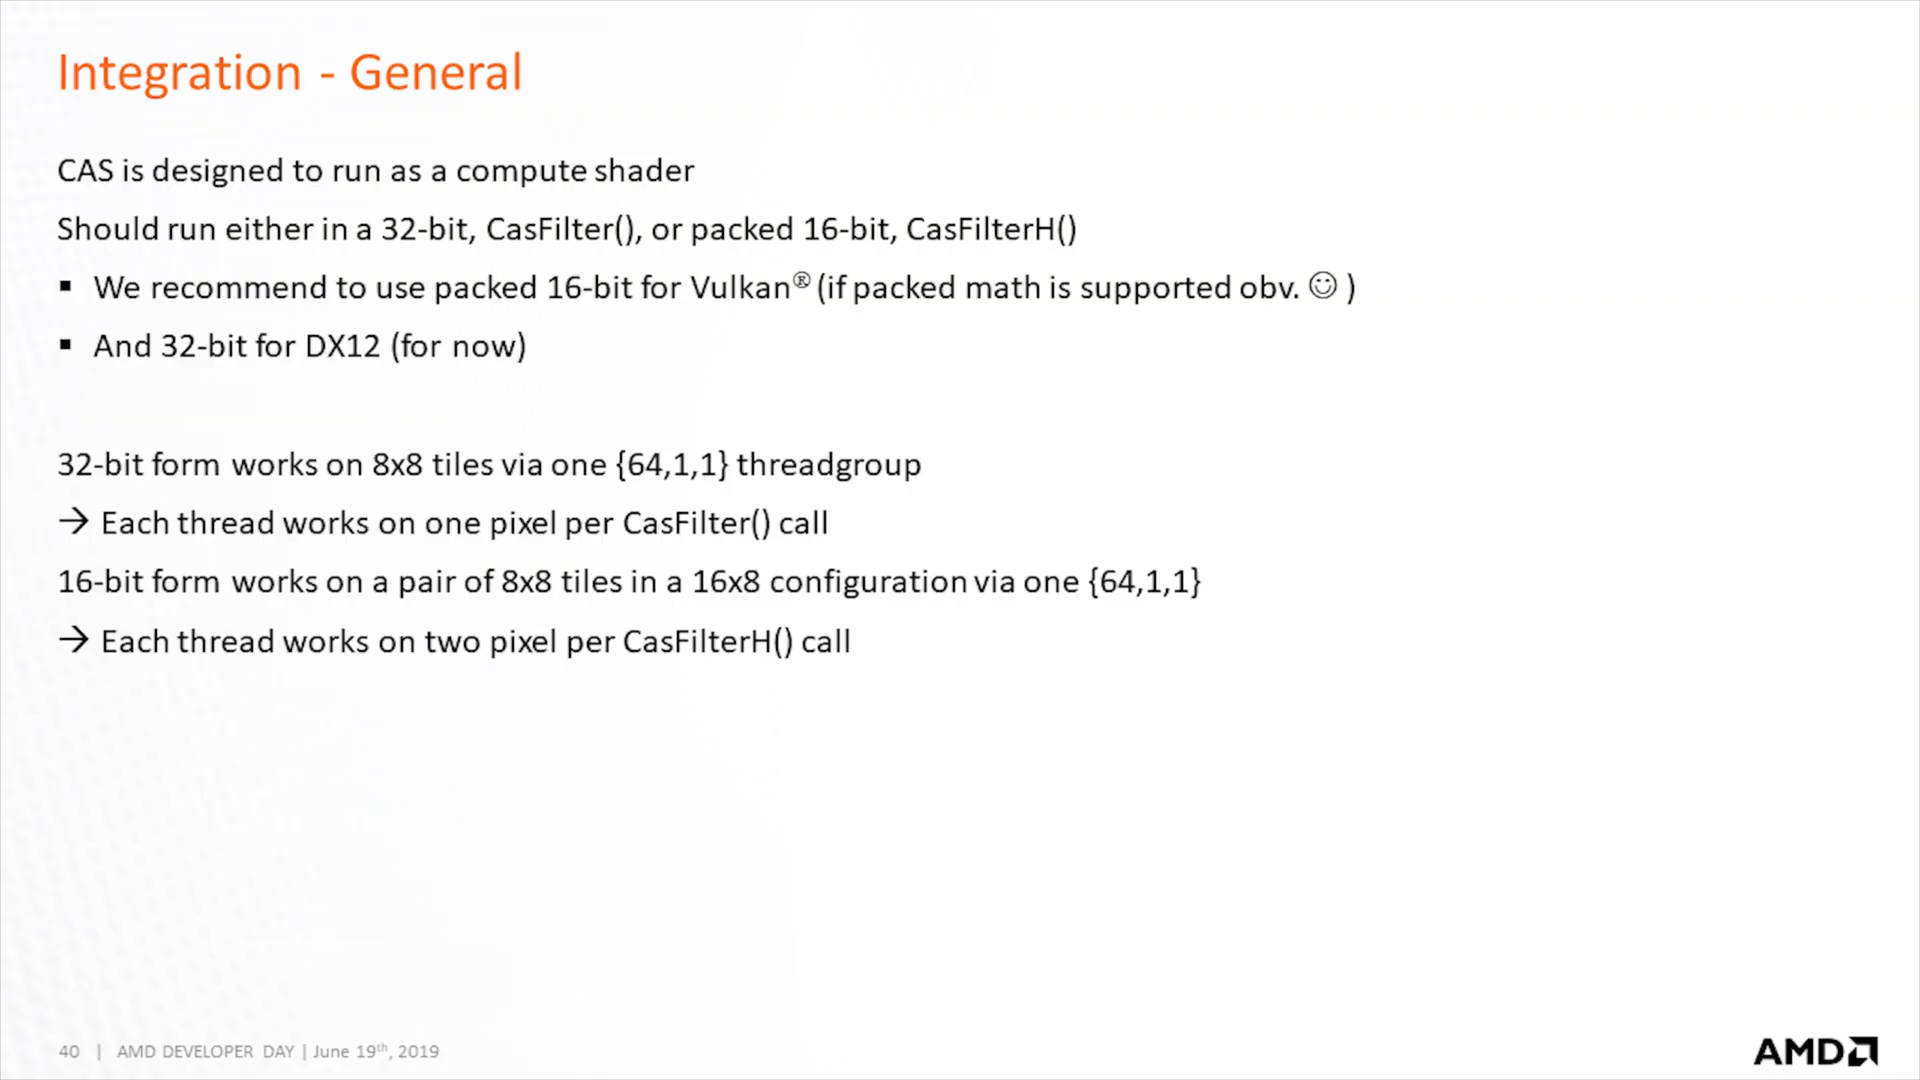 Integration - General
CAS is designed to run as a compute shader
Should run either in a 32-bit, CasFilter(), or packed 16-bit, CasFilterH()
▪ We recommend to use packed 16-bit for Vulkan® (if packed math is supported obv. ☺ )
▪ And 32-bit for DX12 (for now)
32-bit form works on 8x8 tiles via one {64,1,1} threadgroup
→ Each thread works on one pixel per CasFilter() call
16-bit form works on a pair of 8x8 tiles in a 16x8 configuration via one {64,1,1}
→ Each thread works on two pixel per CasFilterH() call
40 | AMD DEVELOPER DAY | June 19th, 2019
AMD